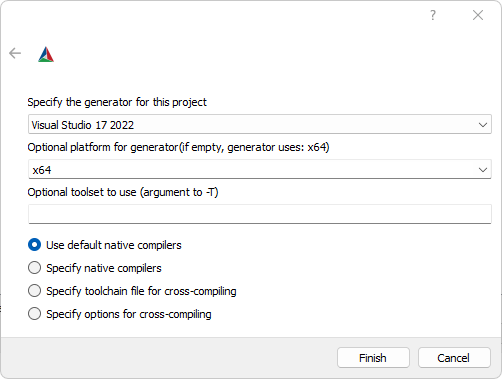 ?
Specify the generator for this project
Visual Studio 17 2022
Optional platform for generator(if empty, generator uses: x64)
x64
Optional toolset to use (argument to -T)
Use default native compilers
Specify native compilers
Specify toolchain file for cross-compiling
Specify options for cross-compiling
Finish Cancel